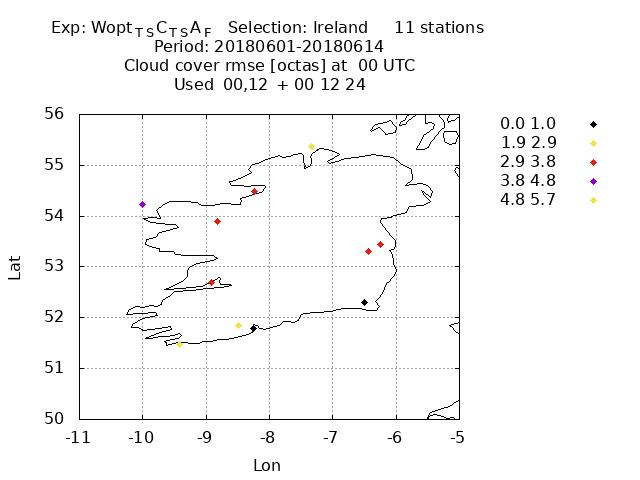 Exp: Wopt T S C T S A F   Selection: Ireland     11 stations
Period: 20180601-20180614
Cloud cover rmse [octas] at  00 UTC
Used  00,12  + 00 12 24
0.0 1.0
1.9 2.9
2.9 3.8
3.8 4.8
4.8 5.7
56
55
54
53
52
51
50
Lat
-11 -10 -9 -8 -7 -6 -5
Lon